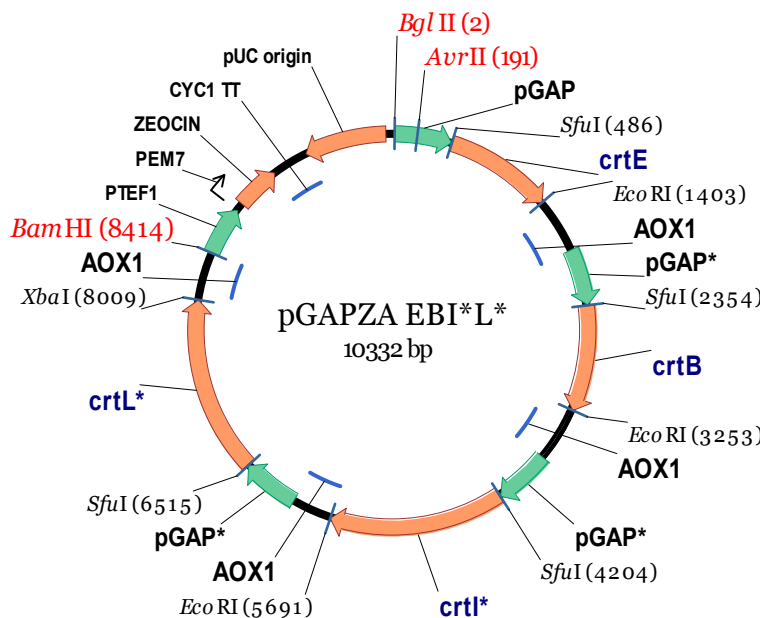 Bgl II (2)
AvrII (191)
pUC origin
pGAP
CYC1 TT
SfuI (486)
ZEOCIN
crtE
PEM7
EcoRI (1403)
PTEF1
AOX1
BamHI (8414)
pGAP*
AOX1
SfuI (2354)
XbaI (8009)
pGAPZA EBI*L*
10332 bp
crtB
crtL*
EcoRI (3253)
AOX1
SfuI (6515)
pGAP*
pGAP*
AOX1
SfuI (4204)
EcoRI (5691)
crtI*